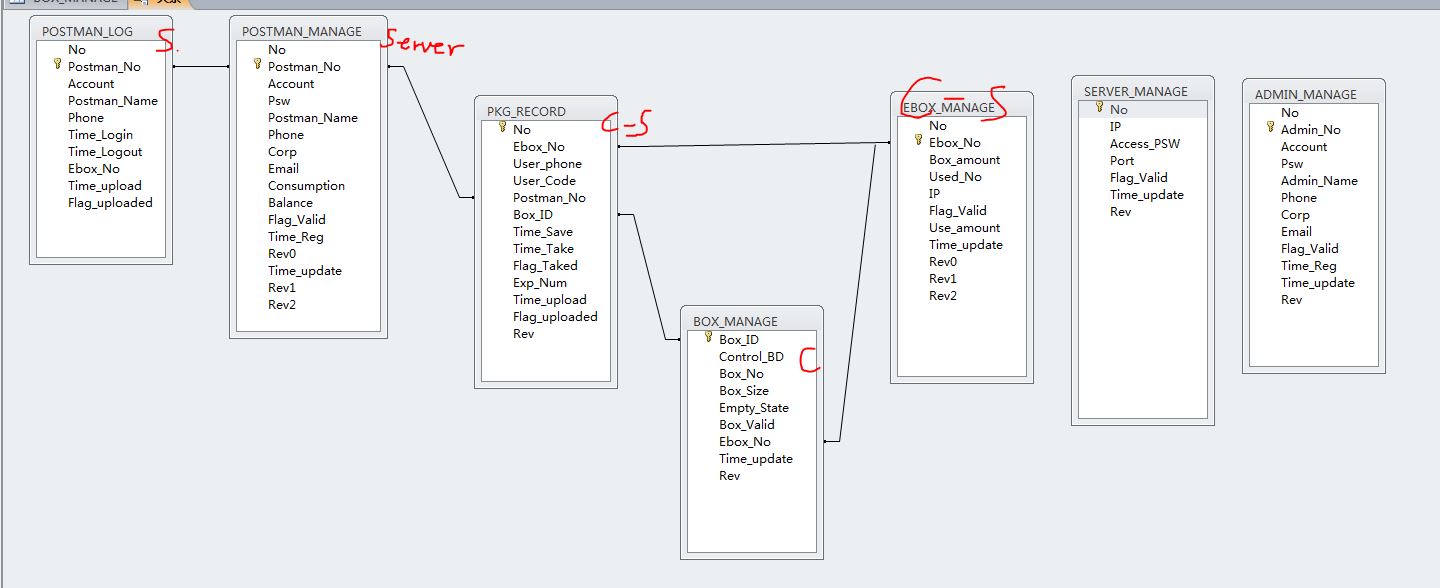 BOX_MANAGE
关系
POSTMAN_LOG
S.
No
Postman_No
Account
Postman_Name
Phone
Time_Login
Time_Logout
Ebox_No
Time_upload
Flag_uploaded
POSTMAN_MANAGE
Server
No
Postman_No
Account
Psw
Postman_Name
Phone
Corp
Email
Consumption
Balance
Flag_Valid
Time_Reg
Rev0
Time_update
Rev1
Rev2
PKG_RECORD
C-S
No
Ebox_No
User_phone
User_Code
Postman_No
Box_ID
Time_Save
Time_Take
Flag_Taked
Exp_Num
Time_upload
Flag_uploaded
Rev
BOX_MANAGE
C
Box_ID
Control_BD
Box_No
Box_Size
Empty_State
Box_Valid
Ebox_No
Time_update
Rev
C-S
EBOX_MANAGE
No
Ebox_No
Box_amount
Used_No
IP
Flag_Valid
Use_amount
Time_update
Rev0
Rev1
Rev2
SERVER_MANAGE
No
IP
Access_PSW
Port
Flag_Valid
Time_update
Rev
ADMIN_MANAGE
No
Admin_No
Account
Psw
Admin_Name
Phone
Corp
Email
Flag_Valid
Time_Reg
Time_update
Rev